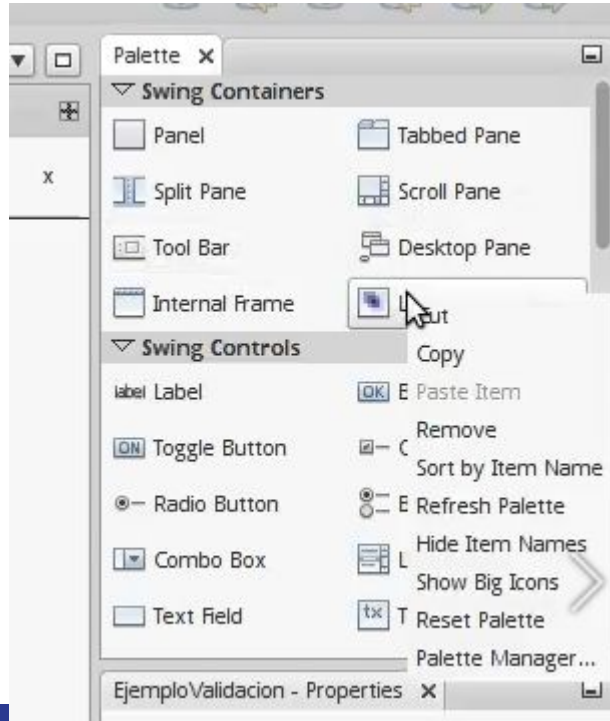 Palette x
Swing Containers
Panel
Tabbed Pane
Split Pane
Scroll Pane
Tool Bar
Desktop Pane
Internal Frame
L
Cut
Swing Controls
Copy
label Label
OK E
Paste Item
ON Toggle Button
C
Remove
Sort by Item Name
Radio Button
B
Refresh Palette
Hide Item Names
Combo Box
L
Show Big Icons
Text Field
tx T
Reset Palette
Palette Manager...
EjemploValidacion - Properties x
x